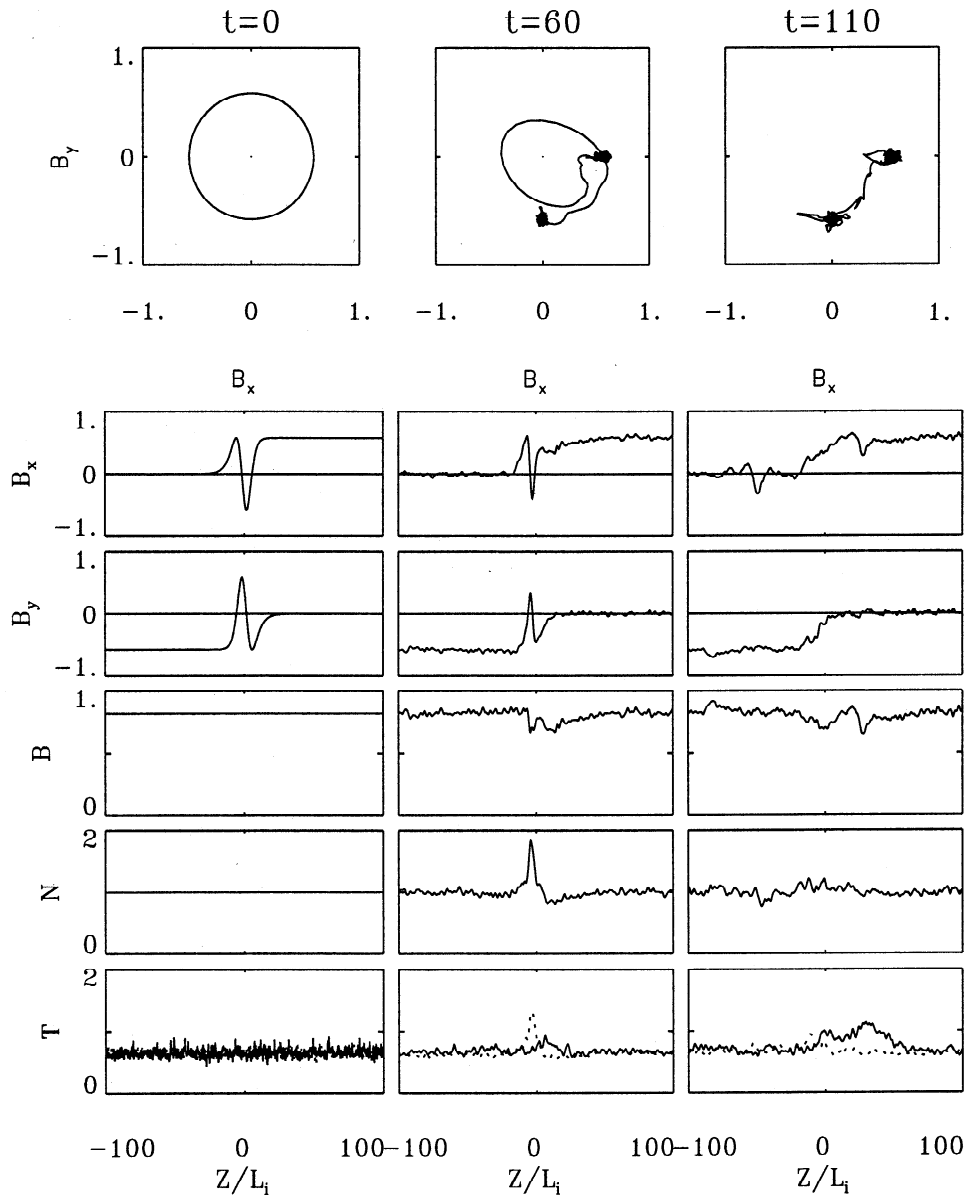 t=0 t=60 t=110
1.
B_y 0
-1.
-1. 0 1. -1. 0 1. -1. 0 1.
B_x B_x B_x
1.
B_x 0
-1.
1.
B_y 0
-1.
1.
B
0
2
N
0
2
T
0
-100 0 100 -100 0 100 -100 0 100
Z/L_i Z/L_i Z/L_i